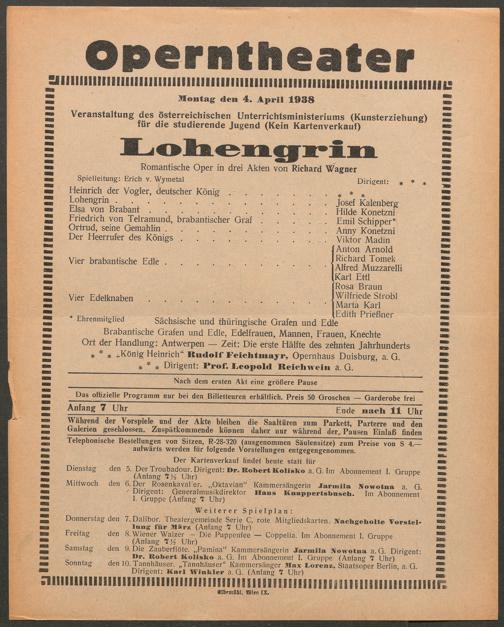 Operntheater
Montag den 4. April 1938
Veranstaltung des österreichischen Unterrichtsministeriums (Kunsterziehung)
für die studierende Jugend (Kein Kartenverkauf)
Lohengrin
Romantische Oper in drei Akten von Richard Wagner
Spielleitung: Erich v. Wymetal Dirigent: * * *
Heinrich der Vogler, deutscher König . . . * * *
Lohengrin . . . Josef Kalenberg
Elsa von Brabant . . . Hilde Konetzni
Friedrich von Telramund, brabantischer Graf . . . Emil Schipper*
Ortrud, seine Gemahlin . . . Anny Konetzni
Der Heerrufer des Königs . . . Viktor Madin
Vier brabantische Edle . . . Anton Arnold
Richard Tomek
Alfred Muzzarelli
Karl Ettl
Vier Edelknaben . . . Rosa Braun
Wilfriede Strobl
Marta Karl
Edith Prießner
* Ehrenmitglied Sächsische und thüringische Grafen und Edle
Brabantische Grafen und Edle, Edelfrauen, Mannen, Frauen, Knechte
Ort der Handlung: Antwerpen — Zeit: Die erste Hälfte des zehnten Jahrhunderts
* * * „König Heinrich" Rudolf Feichtmayr, Opernhaus Duisburg, a. G.
* * * Dirigent: Prof. Leopold Reichwein a. G.
Nach dem ersten Akt eine größere Pause
Das offizielle Programm nur bei den Billetteuren erhältlich. Preis 50 Groschen — Garderobe frei
Anfang 7 Uhr Ende nach 11 Uhr
Während der Vorspiele und der Akte bleiben die Saaltüren zum Parkett, Parterre und den
Galerien geschlossen. Zuspätkommende können daher nur während der Pausen Einlaß finden
Telephonische Bestellungen von Sitzen, R-28-320 (ausgenommen Säulensitze) zum Preise von S 4.—
aufwärts werden für folgende Vorstellungen entgegengenommen.
Der Kartenverkauf findet heute statt für
Dienstag den 5. Der Troubadour. Dirigent: Dr. Robert Kolisko a. G. Im Abonnement I. Gruppe
(Anfang 7½ Uhr)
Mittwoch den 6. Der Rosenkavalier. „Octavian" Kammersängerin Jarmila Novotna a. G.
Dirigent: Generalmusikdirektor Hans Knappertsbusch. Im Abonnement
I. Gruppe (Anfang 7 Uhr)
Weiterer Spielplan:
Donnerstag den 7. Dalibor. Theatergemeinde Serie C, rote Mitgliedskarten. Nachgeholte Vorstel-
lung für März (Anfang 7 Uhr)
Freitag den 8. Wiener Walzer — Die Puppenfee — Coppelia. Im Abonnement I. Gruppe
(Anfang 7½ Uhr)
Samstag den 9. Die Zauberflöte. „Pamina" Kammersängerin Jarmila Novotna a. G. Dirigent:
Dr. Robert Kolisko a. G. Im Abonnement I. Gruppe (Anfang 7 Uhr)
Sonntag den 10. Tannhäuser. „Tannhäuser" Kammersänger Max Lorenz, Staatsoper Berlin, a. G.
Dirigent: Karl Winkler a. G. (Anfang 7 Uhr)